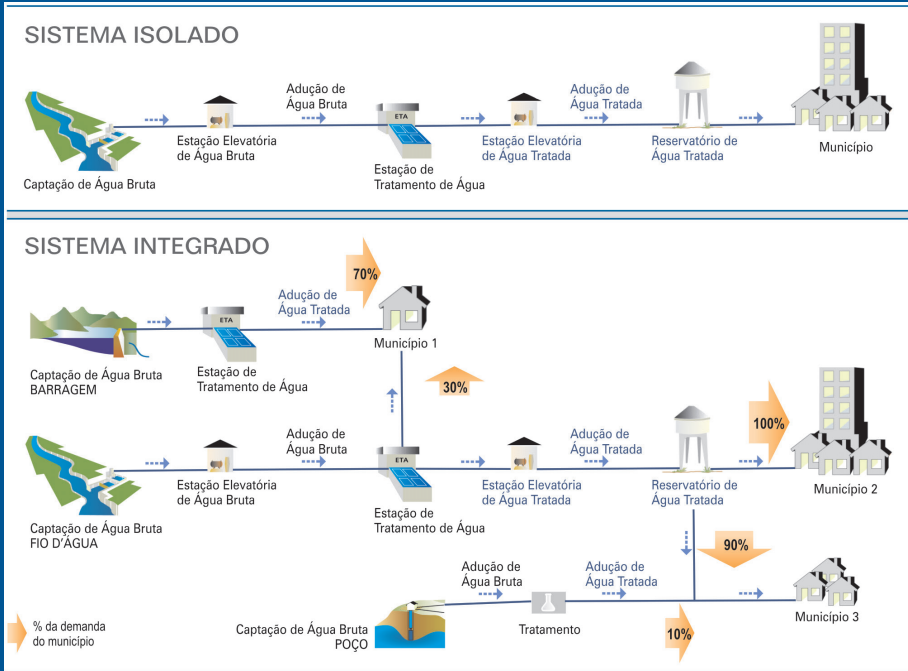 SISTEMA ISOLADO
Adução de
Água Bruta
Adução de
Água Tratada
ETA
Captação de Água Bruta
Estação Elevatória
de Água Bruta
Estação de
Tratamento de Água
Estação Elevatória
de Água Tratada
Reservatório de
Água Tratada
Município
SISTEMA INTEGRADO
70%
Adução de
Água Tratada
ETA
Município 1
Captação de Água Bruta
BARRAGEM
Estação de
Tratamento de Água
30%
100%
Adução de
Água Bruta
Adução de
Água Tratada
ETA
Captação de Água Bruta
FIO D'ÁGUA
Estação Elevatória
de Água Bruta
Estação de
Tratamento de Água
Estação Elevatória
de Água Tratada
Reservatório de
Água Tratada
Município 2
90%
Adução de
Água Bruta
Adução de
Água Tratada
Captação de Água Bruta
POÇO
Tratamento
10%
Município 3
% da demanda
do município